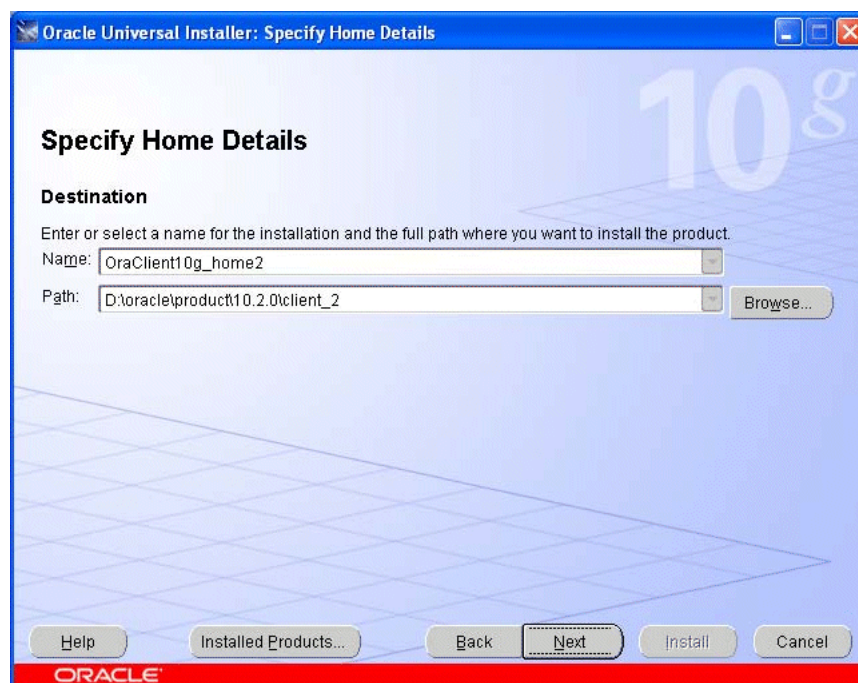 Oracle Universal Installer: Specify Home Details
10g
Specify Home Details
Destination
Enter or select a name for the installation and the full path where you want to install the product.
Name: OraClient10g_home2
Path: D:\oracle\product\10.2.0\client_2 Browse...
Help Installed Products... Back Next Install Cancel
ORACLE